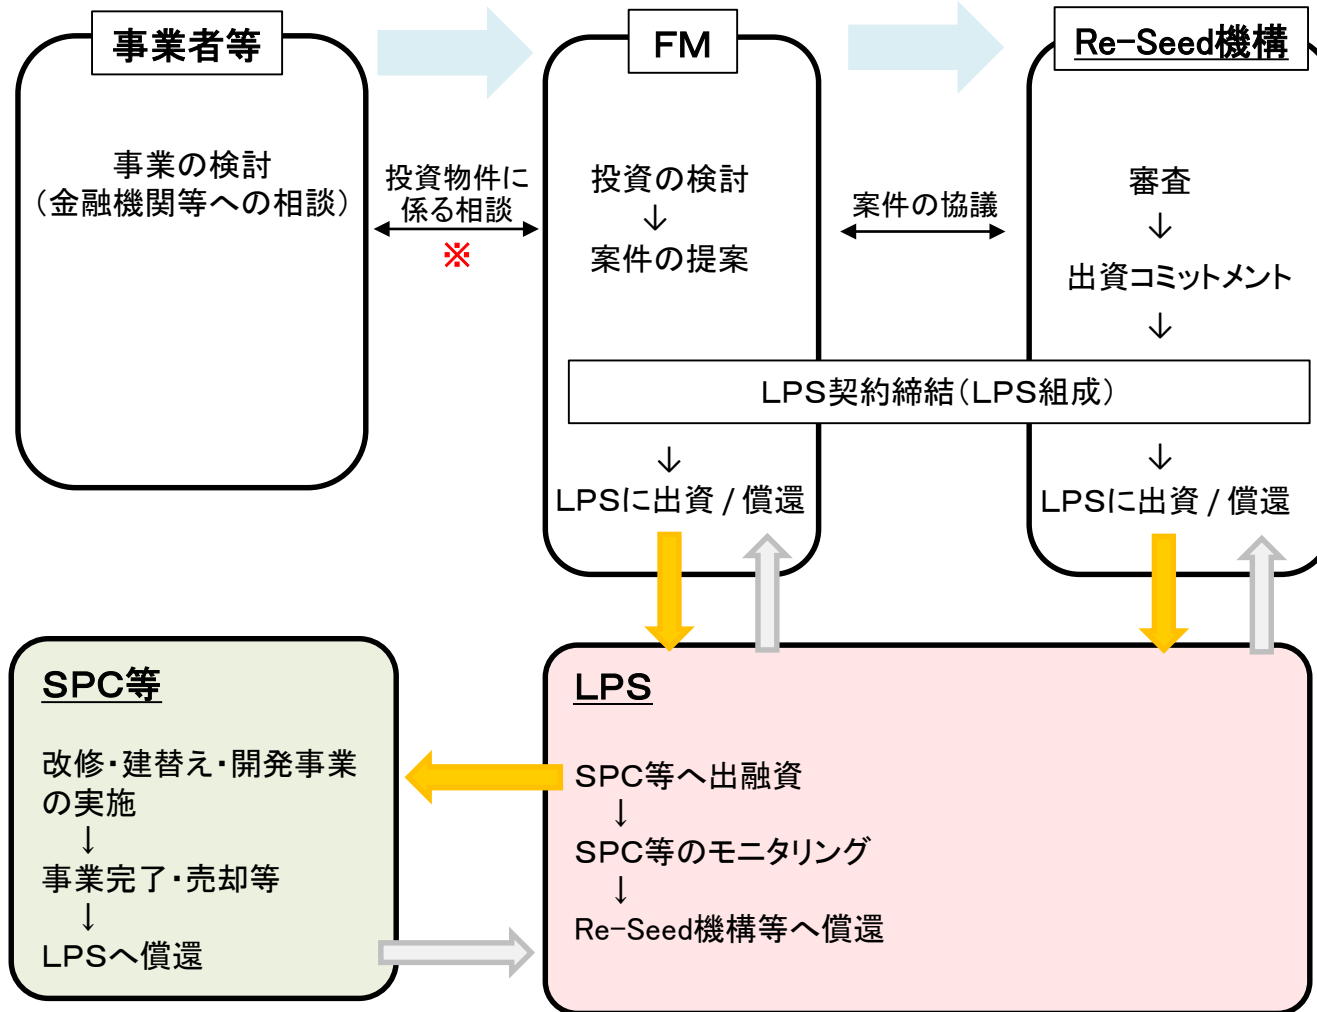 事業者等
事業の検討
（金融機関等への相談）
投資物件に
係る相談
※
FM
投資の検討
↓
案件の提案
案件の協議
Re-Seed機構
審査
↓
出資コミットメント
↓
LPS契約締結（LPS組成）
↓
LPSに出資 / 償還
↓
LPSに出資 / 償還
SPC等
改修・建替え・開発事業
の実施
↓
事業完了・売却等
↓
LPSへ償還
LPS
SPC等へ出融資
↓
SPC等のモニタリング
↓
Re-Seed機構等へ償還